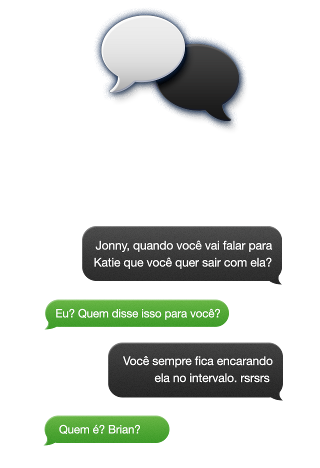 Jonny, quando você vai falar para
Katie que você quer sair com ela?
Eu? Quem disse isso para você?
Você sempre fica encarando
ela no intervalo. rsrsrs
Quem é? Brian?